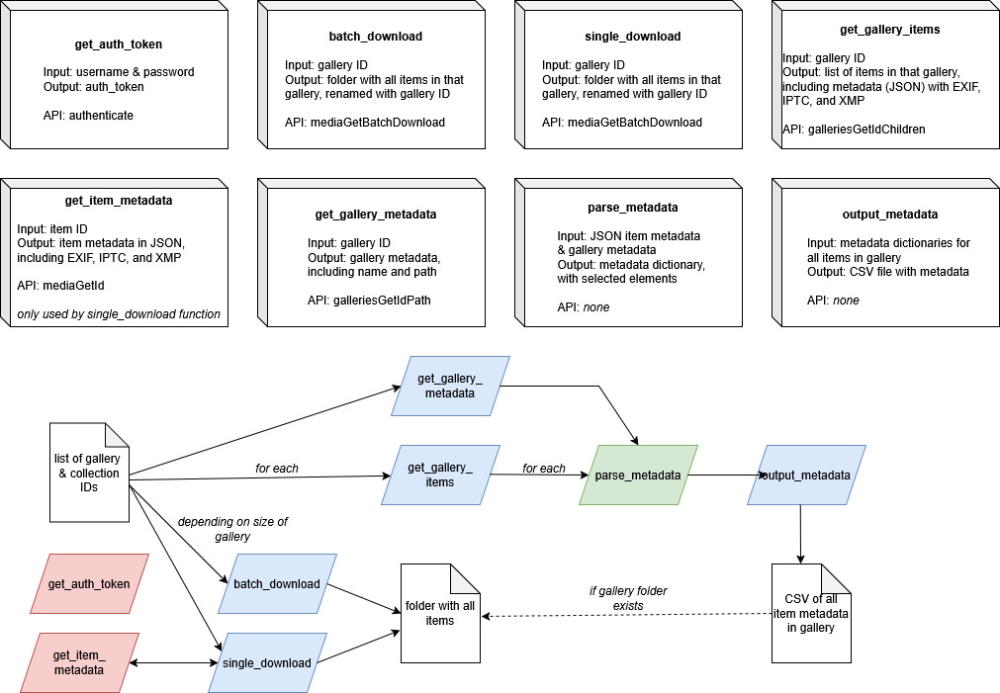 get_auth_token
Input: username & password
Output: auth_token
API: authenticate
batch_download
Input: gallery ID
Output: folder with all items in that
gallery, renamed with gallery ID
API: mediaGetBatchDownload
single_download
Input: gallery ID
Output: folder with all items in that
gallery, renamed with gallery ID
API: mediaGetBatchDownload
get_gallery_items
Input: gallery ID
Output: list of items in that gallery,
including metadata (JSON) with EXIF,
IPTC, and XMP
API: galleriesGetIdChildren
get_item_metadata
Input: item ID
Output: item metadata in JSON,
including EXIF, IPTC, and XMP
API: mediaGetId
only used by single_download function
get_gallery_metadata
Input: gallery ID
Output: gallery metadata,
including name and path
API: galleriesGetIdPath
parse_metadata
Input: JSON item metadata
& gallery metadata
Output: metadata dictionary,
with selected elements
API: none
output_metadata
Input: metadata dictionaries for
all items in gallery
Output: CSV file with metadata
API: none
get_gallery_
metadata
list of gallery
& collection
IDs
for each
get_gallery_
items
for each
parse_metadata
output_metadata
depending on size of
gallery
get_auth_token
batch_download
folder with all
items
if gallery folder
exists
CSV of all
item metadata
in gallery
get_item_
metadata
single_download